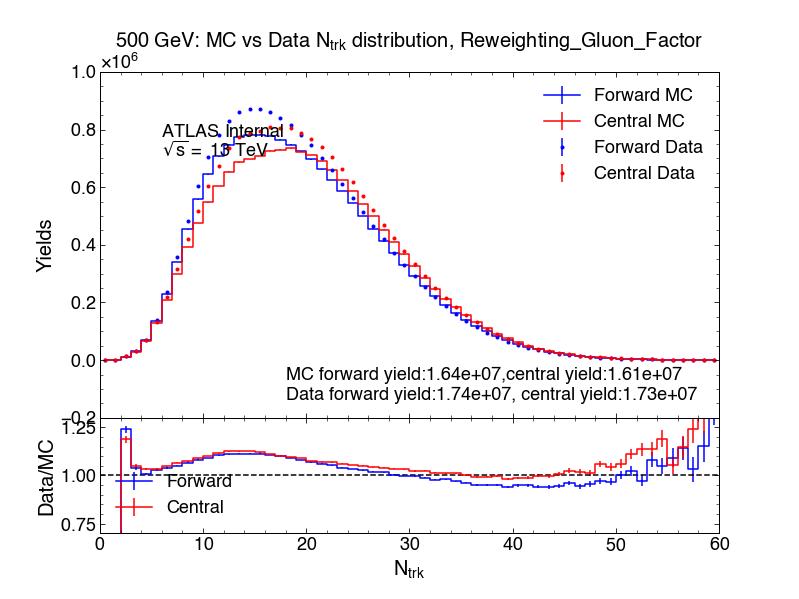 500 GeV: MC vs Data N_trk distribution, Reweighting_Gluon_Factor
×10^6
1.0
0.8
0.6
0.4
0.2
0.0
−0.2
Yields
ATLAS Internal
√s = 13 TeV
Forward MC
Central MC
Forward Data
Central Data
MC forward yield:1.64e+07,central yield:1.61e+07
Data forward yield:1.74e+07, central yield:1.73e+07
1.25
1.00
0.75
Data/MC
Forward
Central
0 10 20 30 40 50 60
N_trk